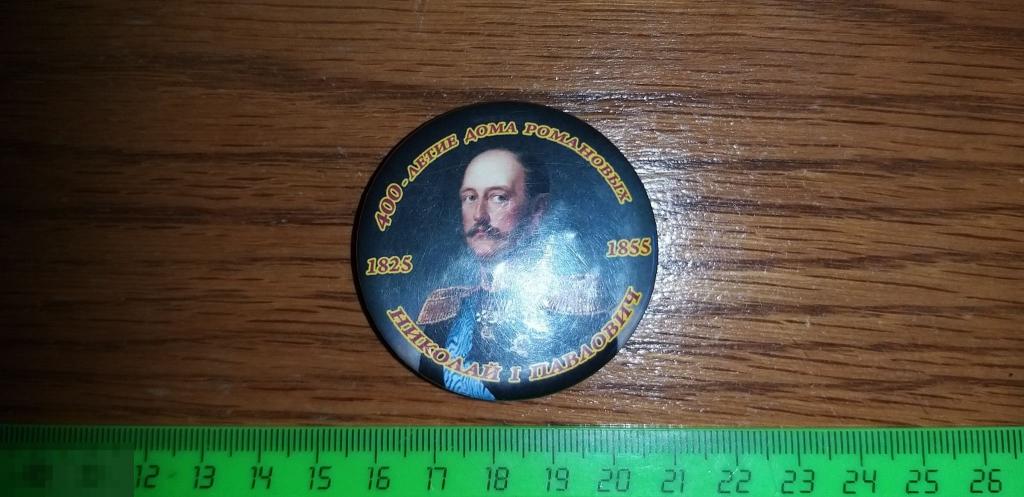 400-ЛЕТИЕ ДОМА РОМАНОВЫХ
1825 1855
НИКОЛАЙ I ПАВЛОВИЧ
12 13 14 15 16 17 18 19 20 21 22 23 24 25 26